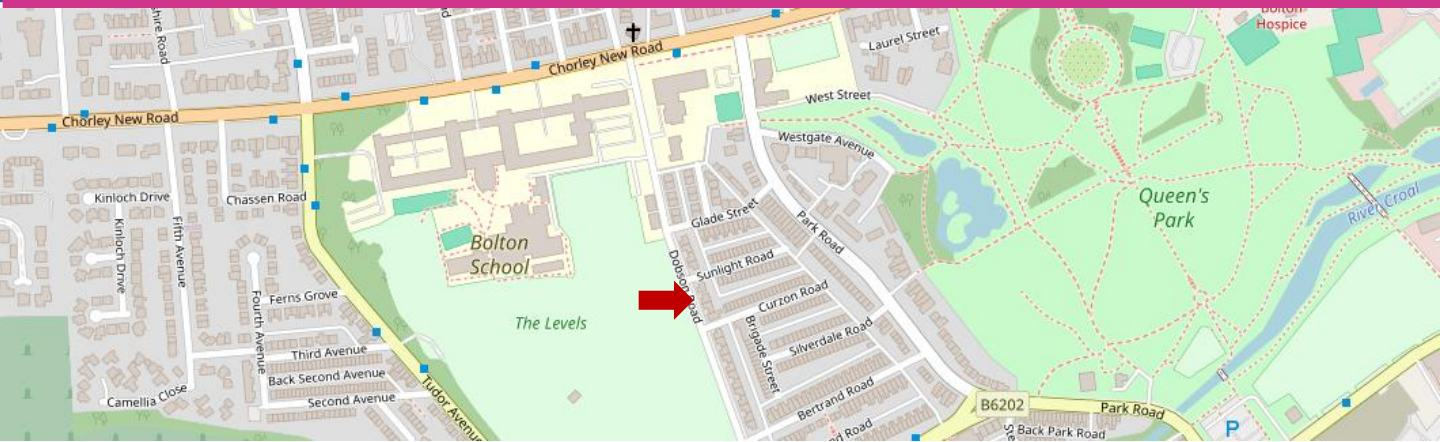 Bolton
Hospice
shire Road
Laurel Street
Chorley New Road
West Street
Chorley New Road
Westgate Avenue
Queen's
Park
River Croal
Kinloch Drive
Chassen Road
Kinloch Drive
Fifth Avenue
Glade Street
Park Road
Bolton
School
Dobson Road
Sunlight Road
Ferns Grove
Fourth Avenue
Curzon Road
The Levels
Brigade Street
Silverdale Road
Third Avenue
Back Second Avenue
Camellia Close
Second Avenue
Tudor Avenue
Bertrand Road
B6202
Park Road
d Road
P
Back Park Road